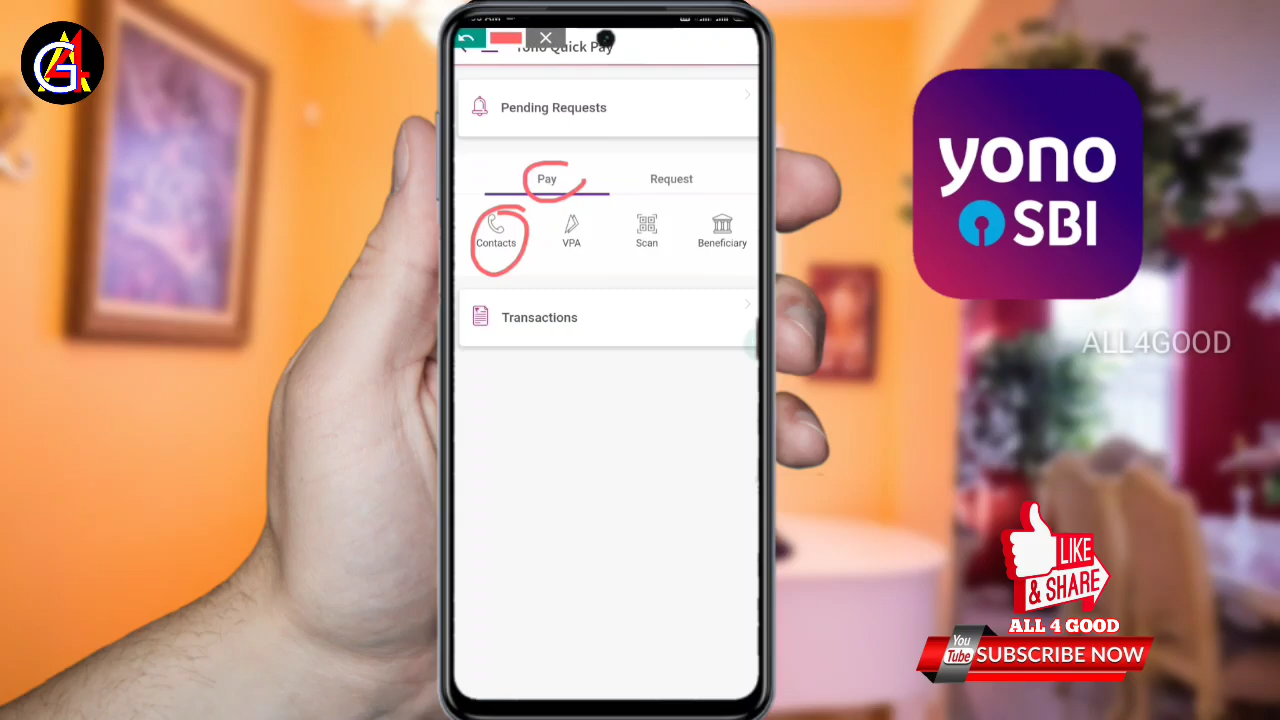 Yono Quick Pay
Pending Requests
Pay
Request
Contacts
VPA
Scan
Beneficiary
Transactions
yono
SBI
ALL4GOOD
LIKE
& SHARE
ALL 4 GOOD
You
Tube
SUBSCRIBE NOW